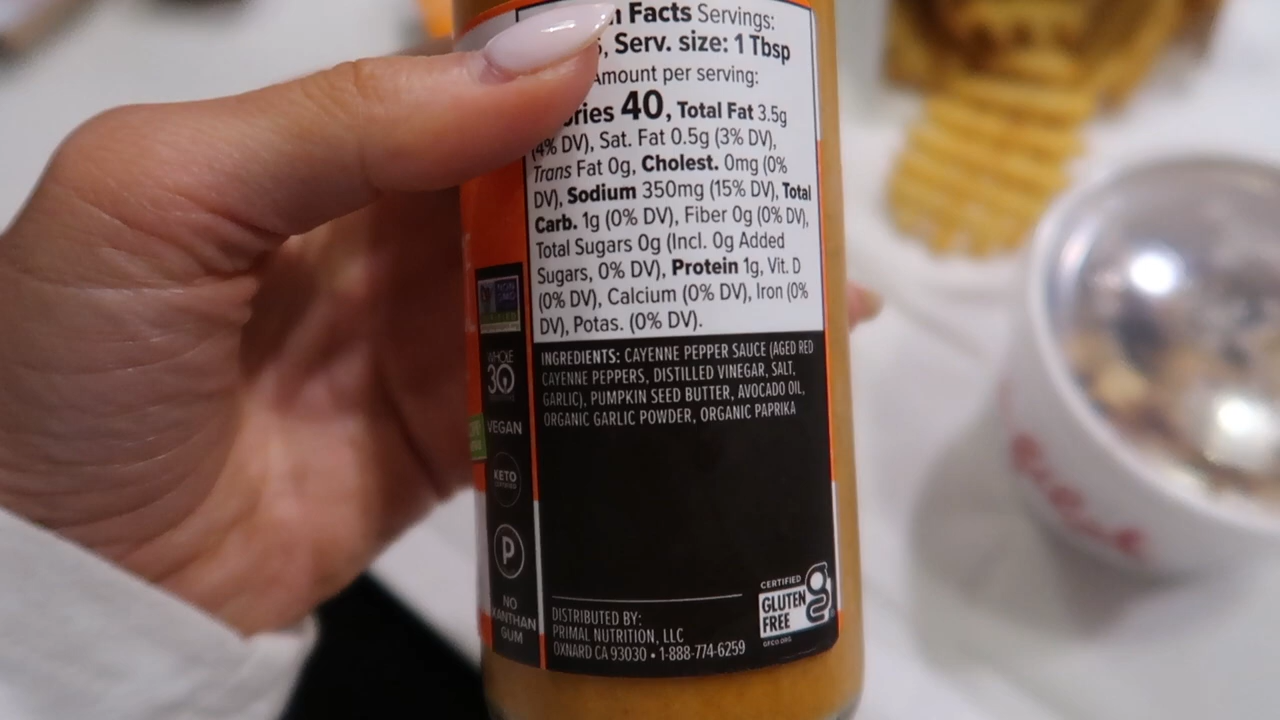 Facts Servings:
Serv. size: 1 Tbsp
Amount per serving:
40, Total Fat 3.5g
(4% DV), Sat. Fat 0.5g (3% DV),
Trans Fat 0g, Cholest. 0mg (0%
DV), Sodium 350mg (15% DV), Total
Carb. 1g (0% DV), Fiber 0g (0% DV),
Total Sugars 0g (Incl. 0g Added
Sugars, 0% DV), Protein 1g, Vit. D
(0% DV), Calcium (0% DV), Iron (0%
DV), Potas. (0% DV).
INGREDIENTS: CAYENNE PEPPER SAUCE (AGED RED
CAYENNE PEPPERS, DISTILLED VINEGAR, SALT,
GARLIC), PUMPKIN SEED BUTTER, AVOCADO OIL,
ORGANIC GARLIC POWDER, ORGANIC PAPRIKA
NON
GMO
WHOLE
30
VEGAN
KETO
CERTIFIED
P
NO
XANTHAN
GUM
DISTRIBUTED BY:
PRIMAL NUTRITION, LLC
OXNARD CA 93030 • 1-888-774-6259
CERTIFIED
GLUTEN
FREE
GFCO.ORG